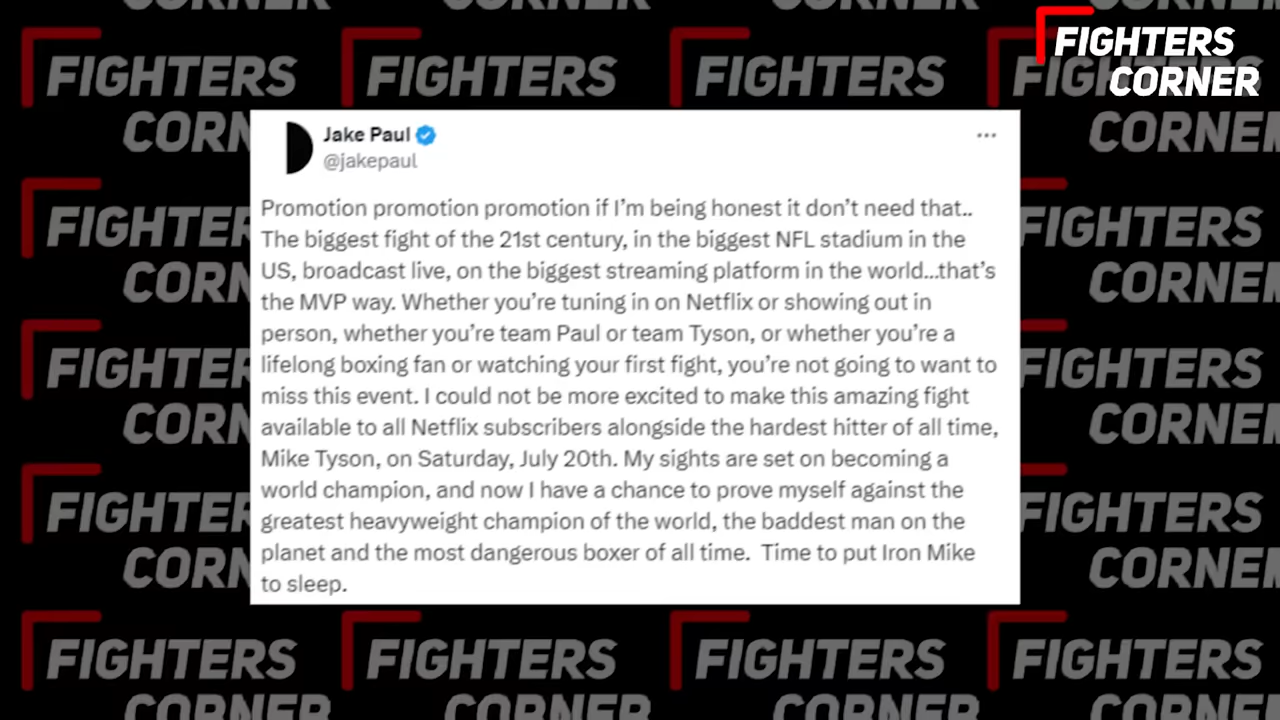 FIGHTERS
CORNER
Jake Paul
@jakepaul
Promotion promotion promotion if I'm being honest it don't need that..
The biggest fight of the 21st century, in the biggest NFL stadium in the
US, broadcast live, on the biggest streaming platform in the world...that's
the MVP way. Whether you're tuning in on Netflix or showing out in
person, whether you're team Paul or team Tyson, or whether you're a
lifelong boxing fan or watching your first fight, you're not going to want to
miss this event. I could not be more excited to make this amazing fight
available to all Netflix subscribers alongside the hardest hitter of all time,
Mike Tyson, on Saturday, July 20th. My sights are set on becoming a
world champion, and now I have a chance to prove myself against the
greatest heavyweight champion of the world, the baddest man on the
planet and the most dangerous boxer of all time.  Time to put Iron Mike
to sleep.